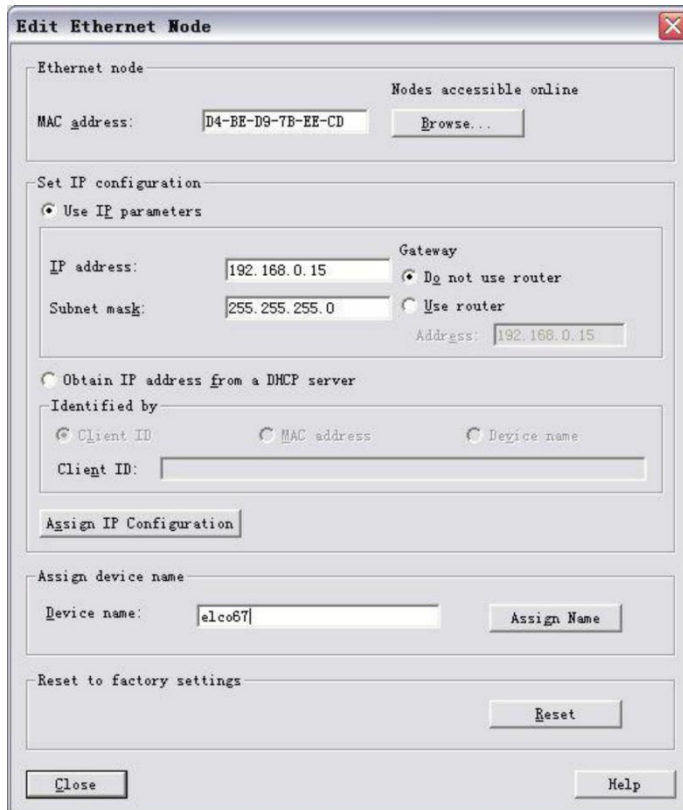 Edit Ethernet Node
Ethernet node
Nodes accessible online
MAC address: D4-BE-D9-7B-EE-CD Browse...
Set IP configuration
Use IP parameters
Gateway
IP address: 192.168.0.15 Do not use router
Subnet mask: 255.255.255.0 Use router
Address: 192.168.0.15
Obtain IP address from a DHCP server
Identified by
Client ID MAC address Device name
Client ID:
Assign IP Configuration
Assign device name
Device name: elco67 Assign Name
Reset to factory settings
Reset
Close Help